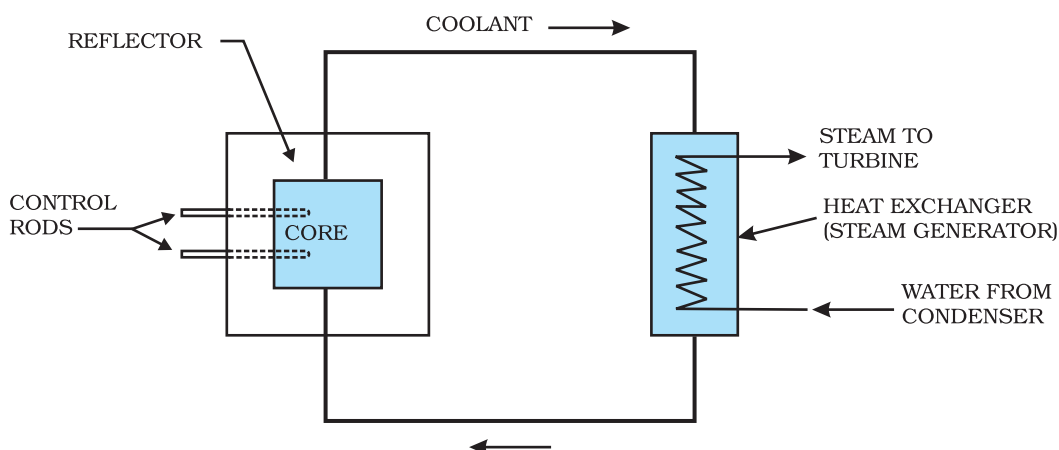 COOLANT
REFLECTOR
STEAM TO
TURBINE
CONTROL
RODS
CORE
HEAT EXCHANGER
(STEAM GENERATOR)
WATER FROM
CONDENSER